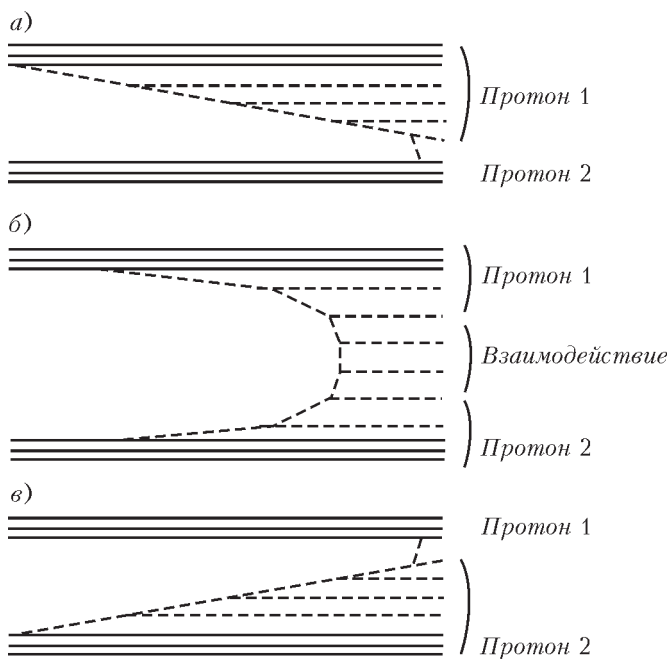 а)
Протон 1
Протон 2
б)
Протон 1
Взаимодействие
Протон 2
в)
Протон 1
Протон 2